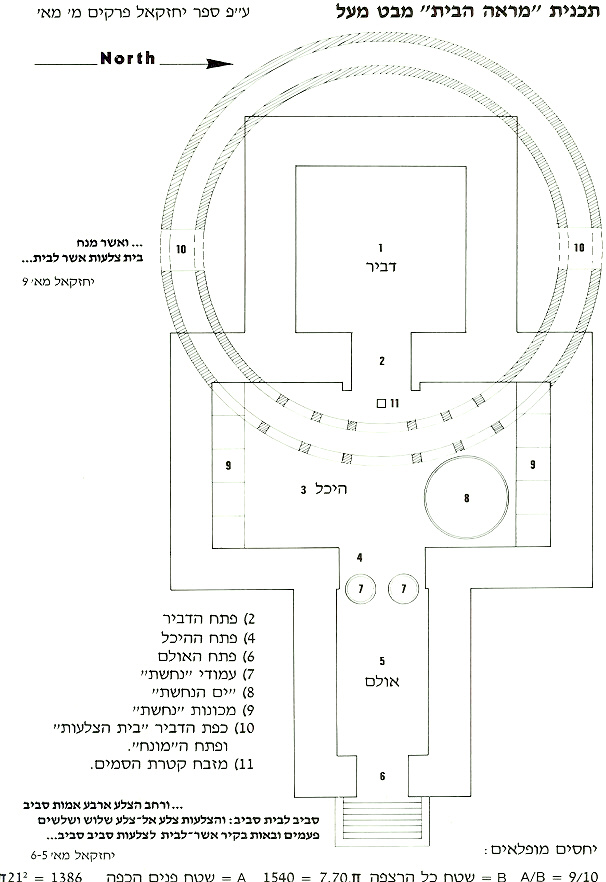 תכנית ״מראה הבית״ מבט מעל
ע״פ ספר יחזקאל פרקים מ׳ מא׳
North
10
10
... ואשר מנח
בית צלעות אשר לבית...
יחזקאל מא׳ 9
1
דביר
2
11
9
9
3 היכל
8
4
7
7
5
אולם
6
2) פתח הדביר
4) פתח ההיכל
6) פתח האולם
7) עמודי ״נחשת״
8) ״ים הנחשת״
9) מכונות ״נחשת״
10) כפת הדביר ״בית הצלעות״
ופתח ה״מונח״.
11) מזבח קטרת הסמים.
...ורחב הצלע ארבע אמות סביב
סביב לבית סביב: והצלעות צלע אל-צלע שלוש ושלשים
פעמים ובאות בקיר אשר-לבית לצלעות סביב סביב...
יחזקאל מא׳ 6-5
יחסים מופלאים:
A/B = 9/10 B = שטח כל הרצפה 1540 = 7.70.π A = שטח פנים הכפה π21² = 1386